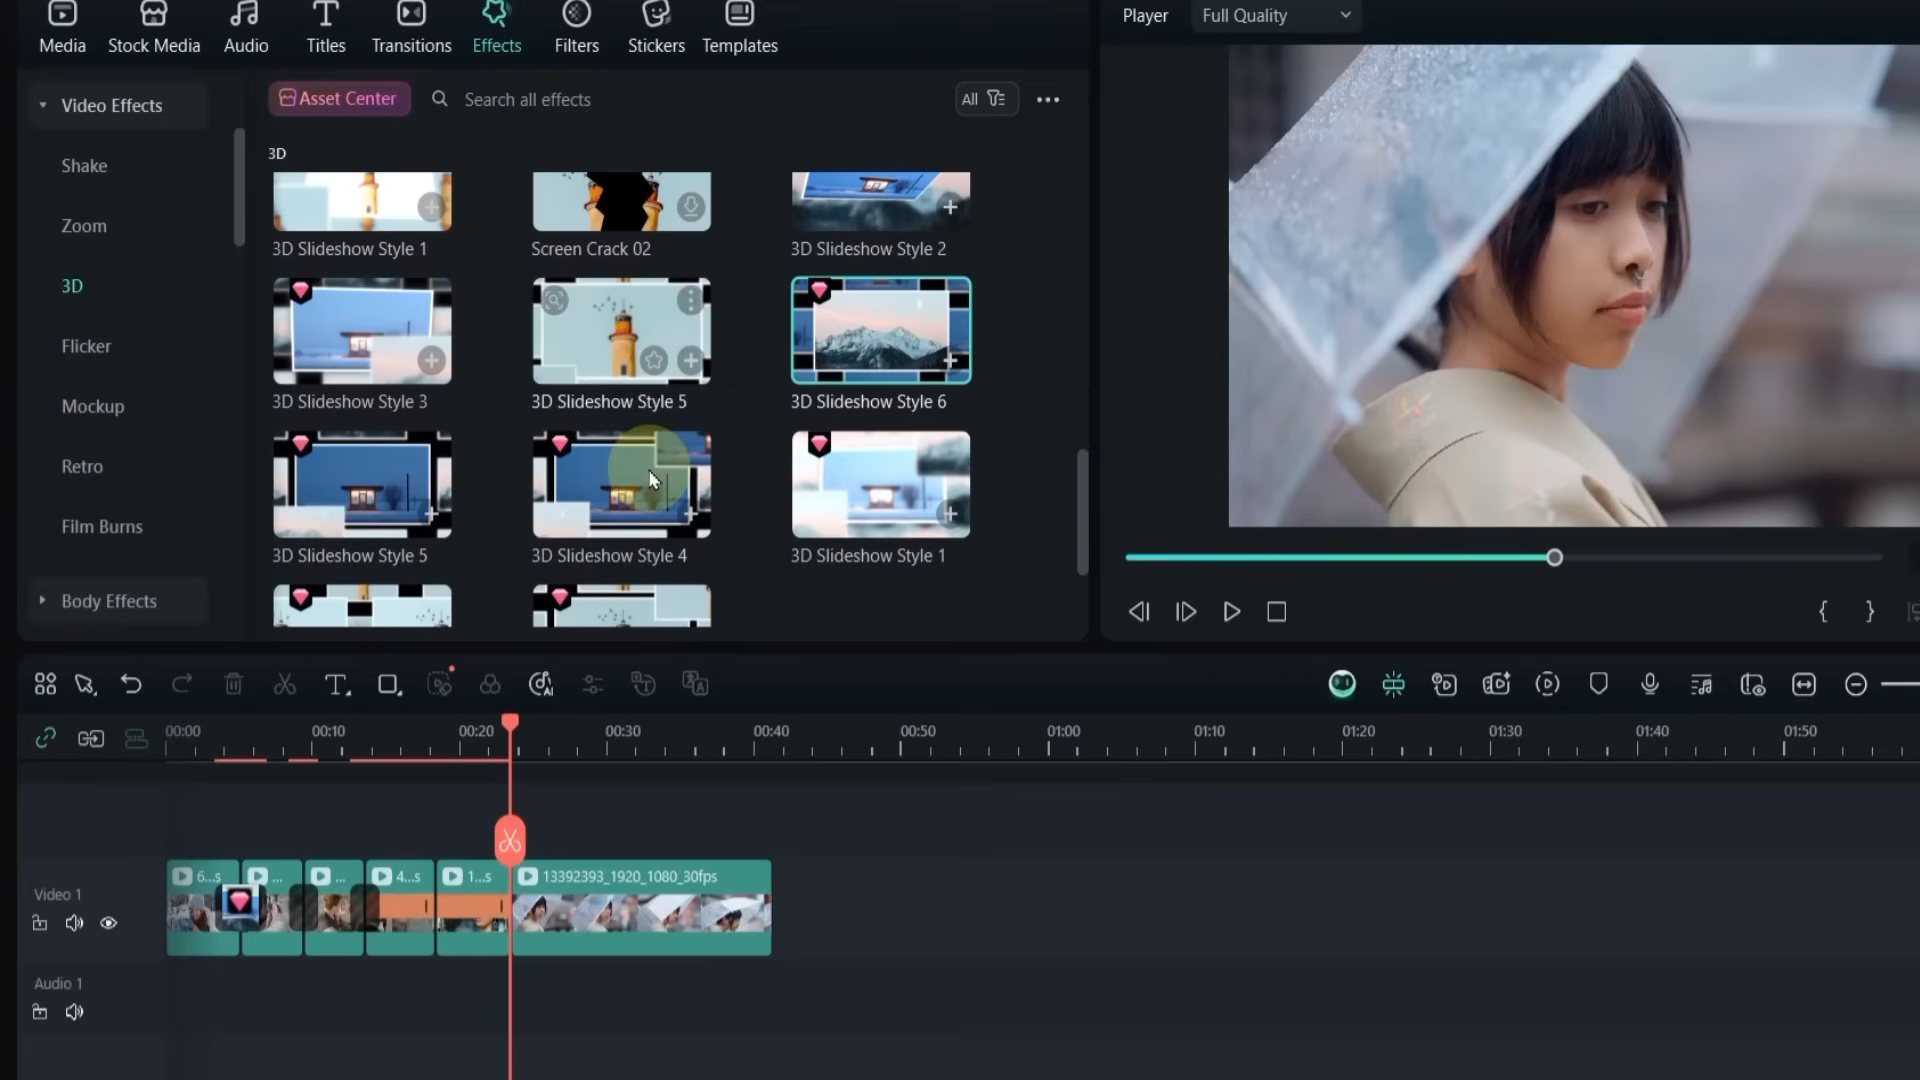 Media Stock Media Audio Titles Transitions Effects Filters Stickers Templates
Player Full Quality
Video Effects
Asset Center Search all effects All
Shake
Zoom
3D
Flicker
Mockup
Retro
Film Burns
Body Effects
3D
3D Slideshow Style 1 Screen Crack 02 3D Slideshow Style 2
3D Slideshow Style 3 3D Slideshow Style 5 3D Slideshow Style 6
3D Slideshow Style 5 3D Slideshow Style 4 3D Slideshow Style 1
00:00 00:10 00:20 00:30 00:40 00:50 01:00 01:10 01:20 01:30 01:40 01:50
6...s ... ... 4...s 1...s 13392393_1920_1080_30fps
Video 1
Audio 1